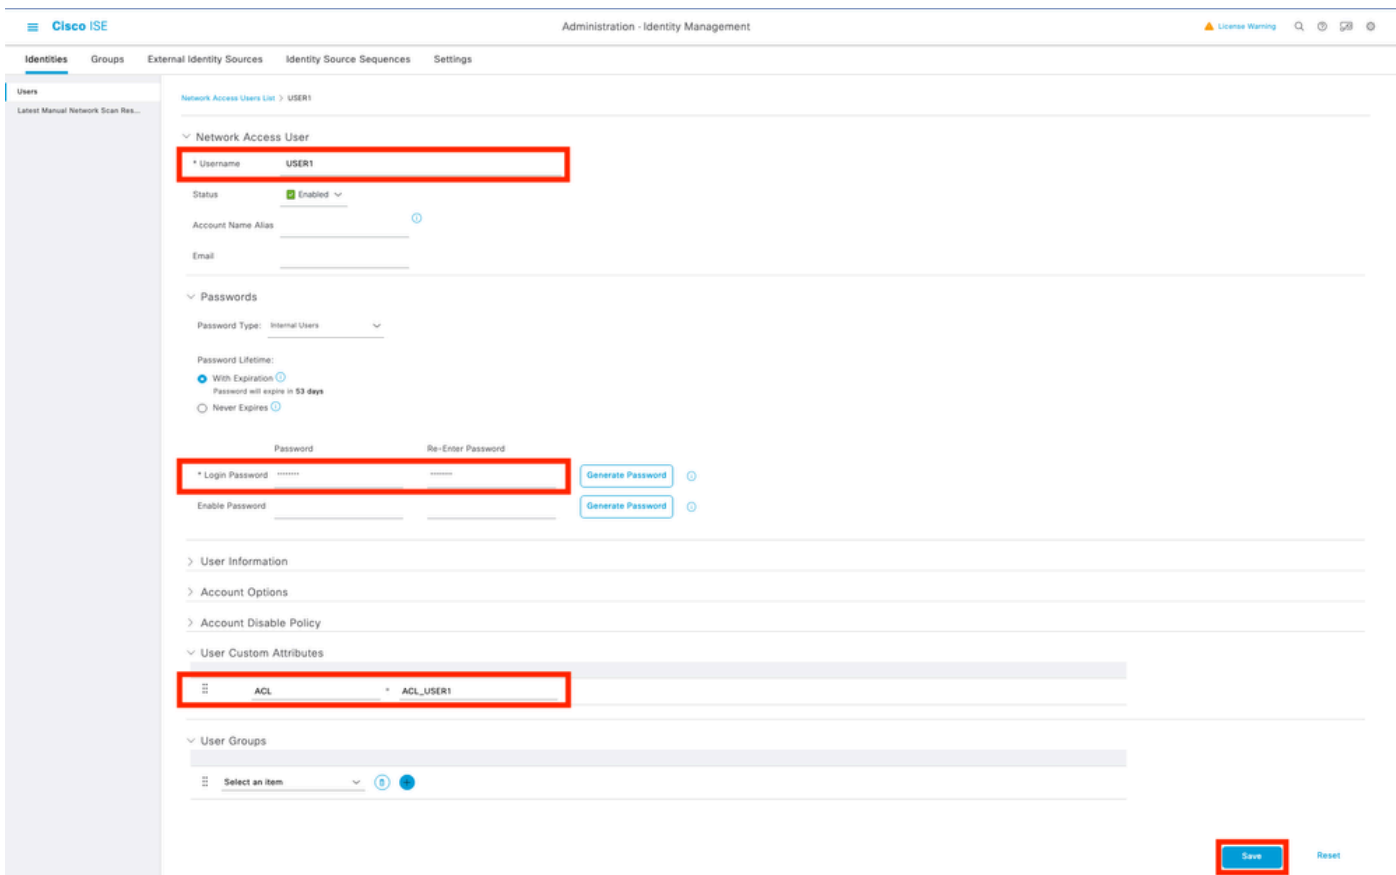 Cisco ISE
Administration - Identity Management
License Warning
Identities Groups External Identity Sources Identity Source Sequences Settings
Users
Latest Manual Network Scan Res...
Network Access Users List > USER1
Network Access User
* Username USER1
Status Enabled
Account Name Alias
Email
Passwords
Password Type: Internal Users
Password Lifetime:
With Expiration
Password will expire in 53 days
Never Expires
Password Re-Enter Password
* Login Password ········ ······· Generate Password
Enable Password Generate Password
User Information
Account Options
Account Disable Policy
User Custom Attributes
ACL = ACL_USER1
User Groups
Select an item
Save Reset